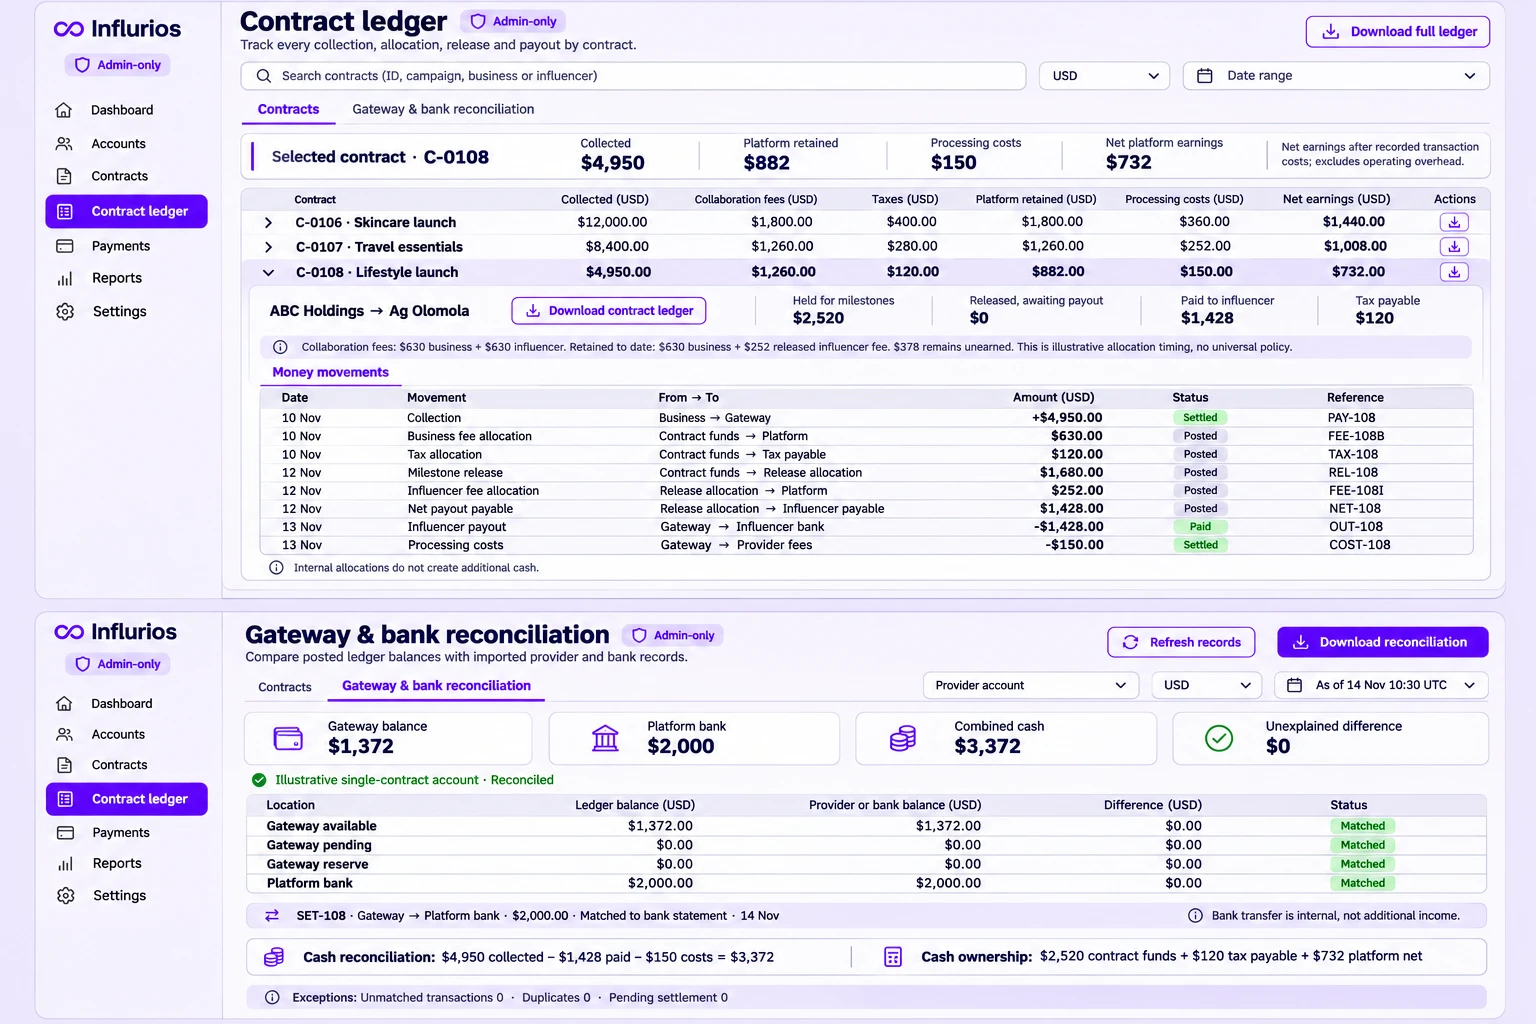 Influrios
Admin-only
Dashboard
Accounts
Contracts
Contract ledger
Payments
Reports
Settings
Contract ledger Admin-only
Track every collection, allocation, release and payout by contract.
Download full ledger
Search contracts (ID, campaign, business or influencer) USD Date range
Contracts Gateway & bank reconciliation
Selected contract · C-0108
Collected
$4,950
Platform retained
$882
Processing costs
$150
Net platform earnings
$732
Net earnings after recorded transaction
costs; excludes operating overhead.
Contract Collected (USD) Collaboration fees (USD) Taxes (USD) Platform retained (USD) Processing costs (USD) Net earnings (USD) Actions
C-0106 · Skincare launch $12,000.00 $1,800.00 $400.00 $1,800.00 $360.00 $1,440.00
C-0107 · Travel essentials $8,400.00 $1,260.00 $280.00 $1,260.00 $252.00 $1,008.00
C-0108 · Lifestyle launch $4,950.00 $1,260.00 $120.00 $882.00 $150.00 $732.00
ABC Holdings → Ag Olomola Download contract ledger
Held for milestones
$2,520
Released, awaiting payout
$0
Paid to influencer
$1,428
Tax payable
$120
Collaboration fees: $630 business + $630 influencer. Retained to date: $630 business + $252 released influencer fee. $378 remains unearned. This is illustrative allocation timing, no universal policy.
Money movements
Date Movement From → To Amount (USD) Status Reference
10 Nov Collection Business → Gateway +$4,950.00 Settled PAY-108
10 Nov Business fee allocation Contract funds → Platform $630.00 Posted FEE-108B
10 Nov Tax allocation Contract funds → Tax payable $120.00 Posted TAX-108
12 Nov Milestone release Contract funds → Release allocation $1,680.00 Posted REL-108
12 Nov Influencer fee allocation Release allocation → Platform $252.00 Posted FEE-108I
12 Nov Net payout payable Release allocation → Influencer payable $1,428.00 Posted NET-108
13 Nov Influencer payout Gateway → Influencer bank -$1,428.00 Paid OUT-108
13 Nov Processing costs Gateway → Provider fees -$150.00 Settled COST-108
Internal allocations do not create additional cash.
Influrios
Admin-only
Dashboard
Accounts
Contracts
Contract ledger
Payments
Reports
Settings
Gateway & bank reconciliation Admin-only
Compare posted ledger balances with imported provider and bank records.
Refresh records Download reconciliation
Contracts Gateway & bank reconciliation Provider account USD As of 14 Nov 10:30 UTC
Gateway balance
$1,372
Platform bank
$2,000
Combined cash
$3,372
Unexplained difference
$0
Illustrative single-contract account · Reconciled
Location Ledger balance (USD) Provider or bank balance (USD) Difference (USD) Status
Gateway available $1,372.00 $1,372.00 $0.00 Matched
Gateway pending $0.00 $0.00 $0.00 Matched
Gateway reserve $0.00 $0.00 $0.00 Matched
Platform bank $2,000.00 $2,000.00 $0.00 Matched
SET-108 · Gateway → Platform bank · $2,000.00 · Matched to bank statement · 14 Nov Bank transfer is internal, not additional income.
Cash reconciliation: $4,950 collected – $1,428 paid – $150 costs = $3,372 Cash ownership: $2,520 contract funds + $120 tax payable + $732 platform net
Exceptions: Unmatched transactions 0 · Duplicates 0 · Pending settlement 0